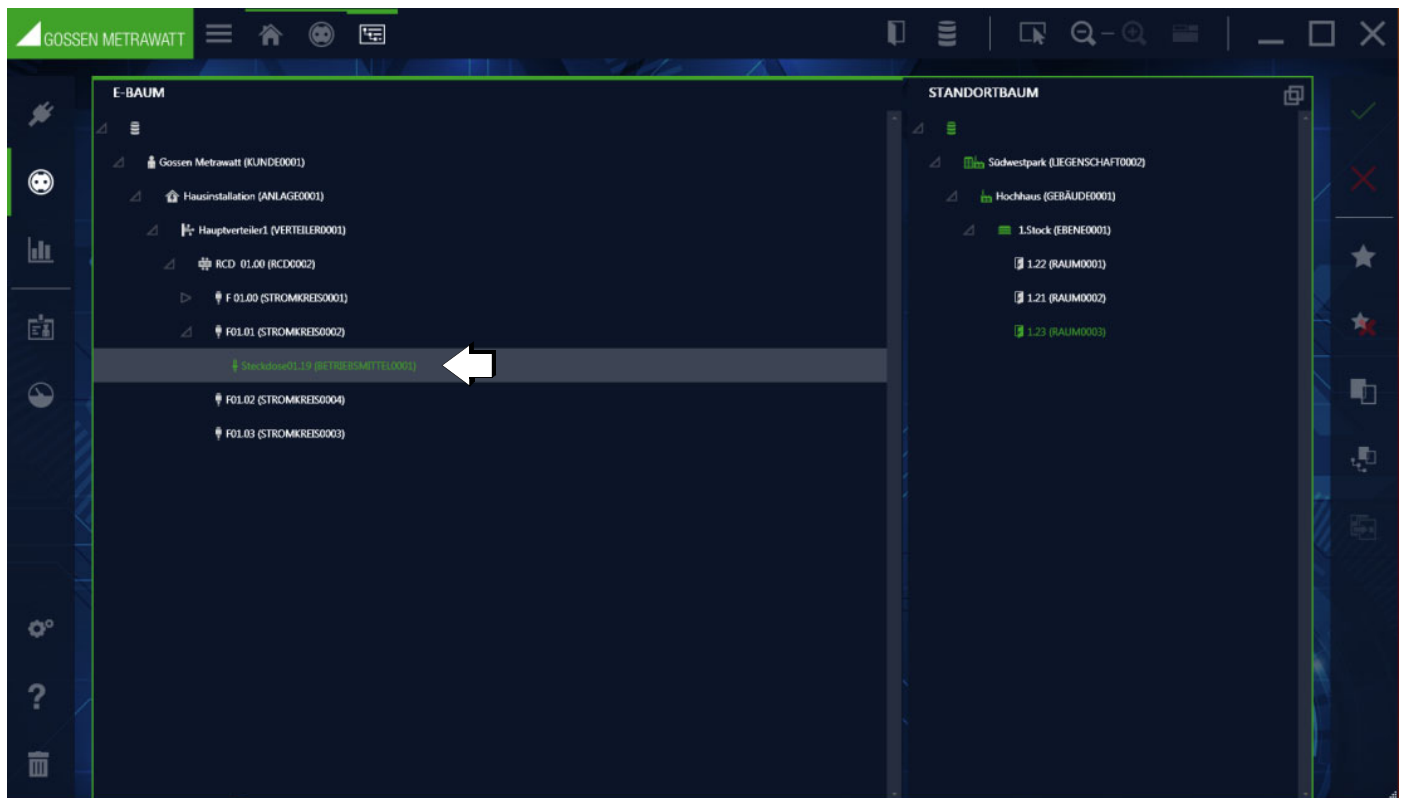 GOSSEN METRAWATT
E-BAUM
Gossen Metrawatt (KUNDE0001)
Hausinstallation (ANLAGE0001)
Hauptverteiler1 (VERTEILER0001)
RCD 01.00 (RCD0002)
F 01.00 (STROMKREIS0001)
F01.01 (STROMKREIS0002)
Steckdose01.19 (BETRIEBSMITTEL0001)
F01.02 (STROMKREIS0004)
F01.03 (STROMKREIS0003)
STANDORTBAUM
Südwestpark (LIEGENSCHAFT0002)
Hochhaus (GEBÄUDE0001)
1.Stock (EBENE0001)
1.22 (RAUM0001)
1.21 (RAUM0002)
1.23 (RAUM0003)